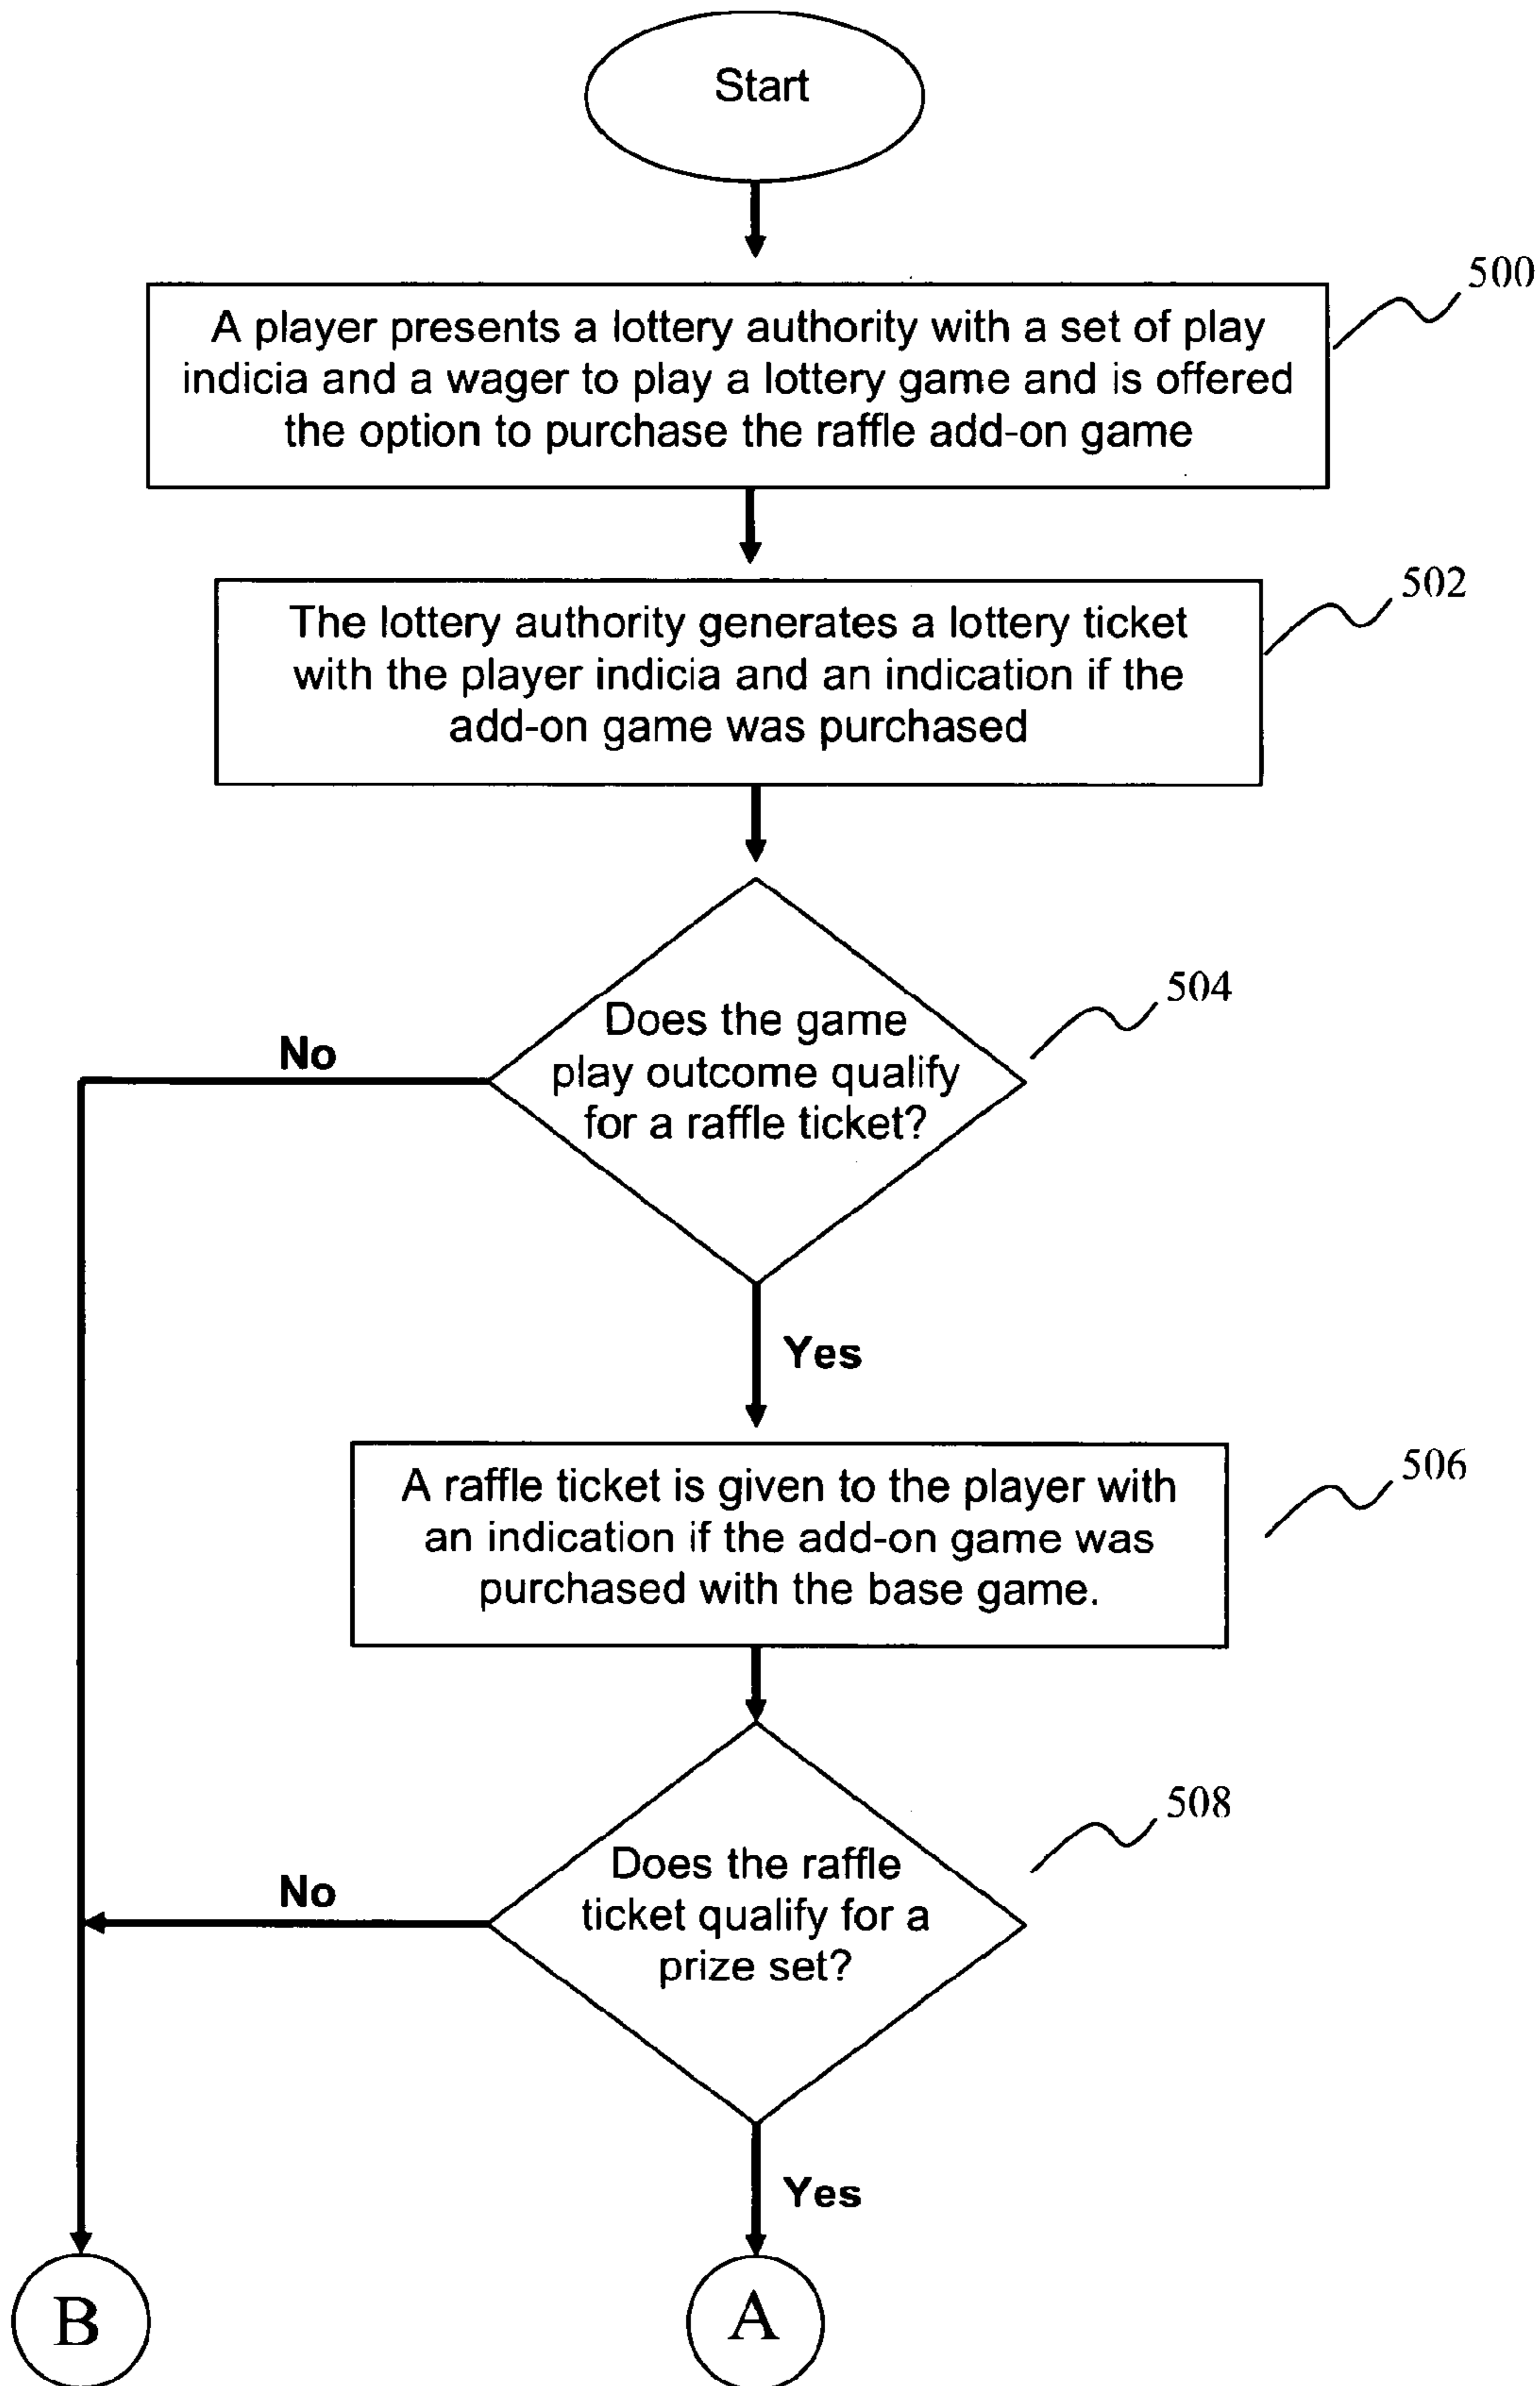 Start
500
A player presents a lottery authority with a set of play
indicia and a wager to play a lottery game and is offered
the option to purchase the raffle add-on game
502
The lottery authority generates a lottery ticket
with the player indicia and an indication if the
add-on game was purchased
504
Does the game
play outcome qualify
for a raffle ticket?
No
Yes
506
A raffle ticket is given to the player with
an indication if the add-on game was
purchased with the base game.
508
Does the raffle
ticket qualify for a
prize set?
No
Yes
B
A